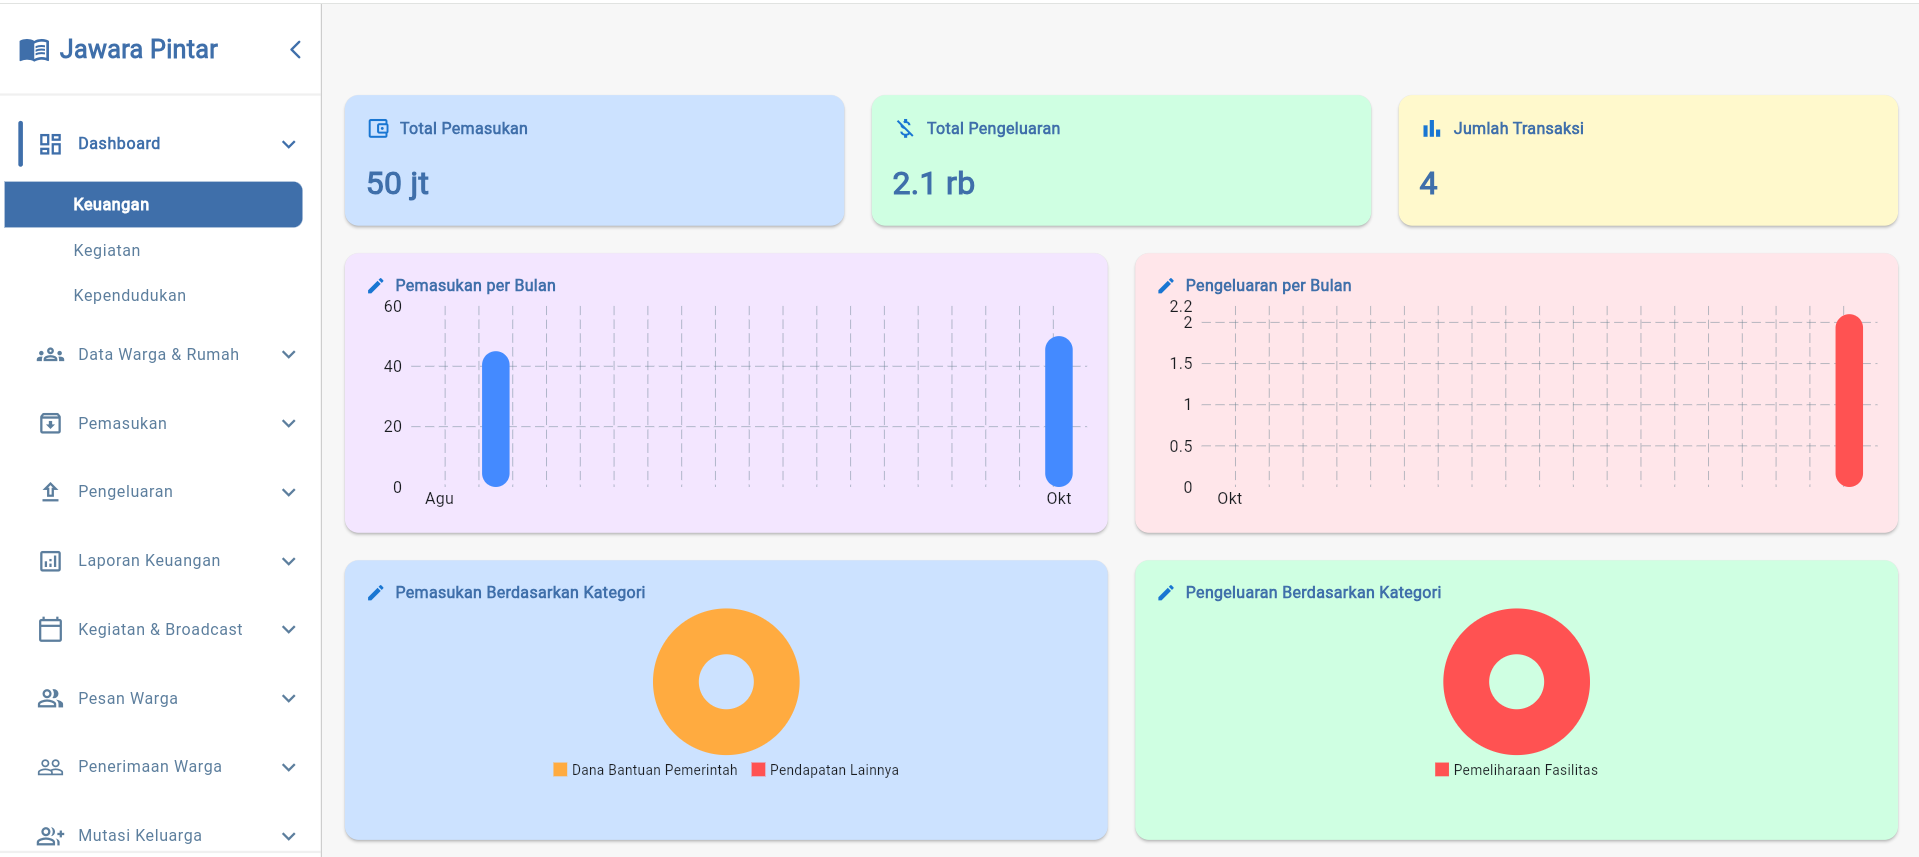 Jawara Pintar
Dashboard
Keuangan
Kegiatan
Kependudukan
Data Warga & Rumah
Pemasukan
Pengeluaran
Laporan Keuangan
Kegiatan & Broadcast
Pesan Warga
Penerimaan Warga
Mutasi Keluarga
Total Pemasukan
50 jt
Total Pengeluaran
2.1 rb
Jumlah Transaksi
4
Pemasukan per Bulan
60
40
20
0
Agu Okt
Pengeluaran per Bulan
2.2
2
1.5
1
0.5
0
Okt
Pemasukan Berdasarkan Kategori
Dana Bantuan Pemerintah Pendapatan Lainnya
Pengeluaran Berdasarkan Kategori
Pemeliharaan Fasilitas